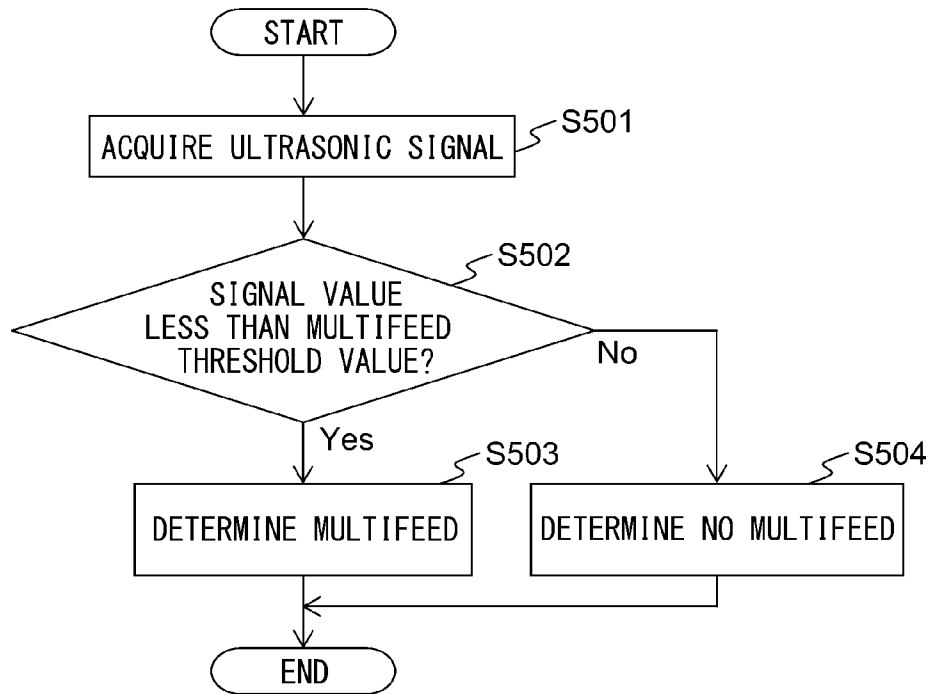 START
S501
ACQUIRE ULTRASONIC SIGNAL
S502
SIGNAL VALUE
LESS THAN MULTIFEED
THRESHOLD VALUE?
No
Yes
S503
S504
DETERMINE MULTIFEED
DETERMINE NO MULTIFEED
END